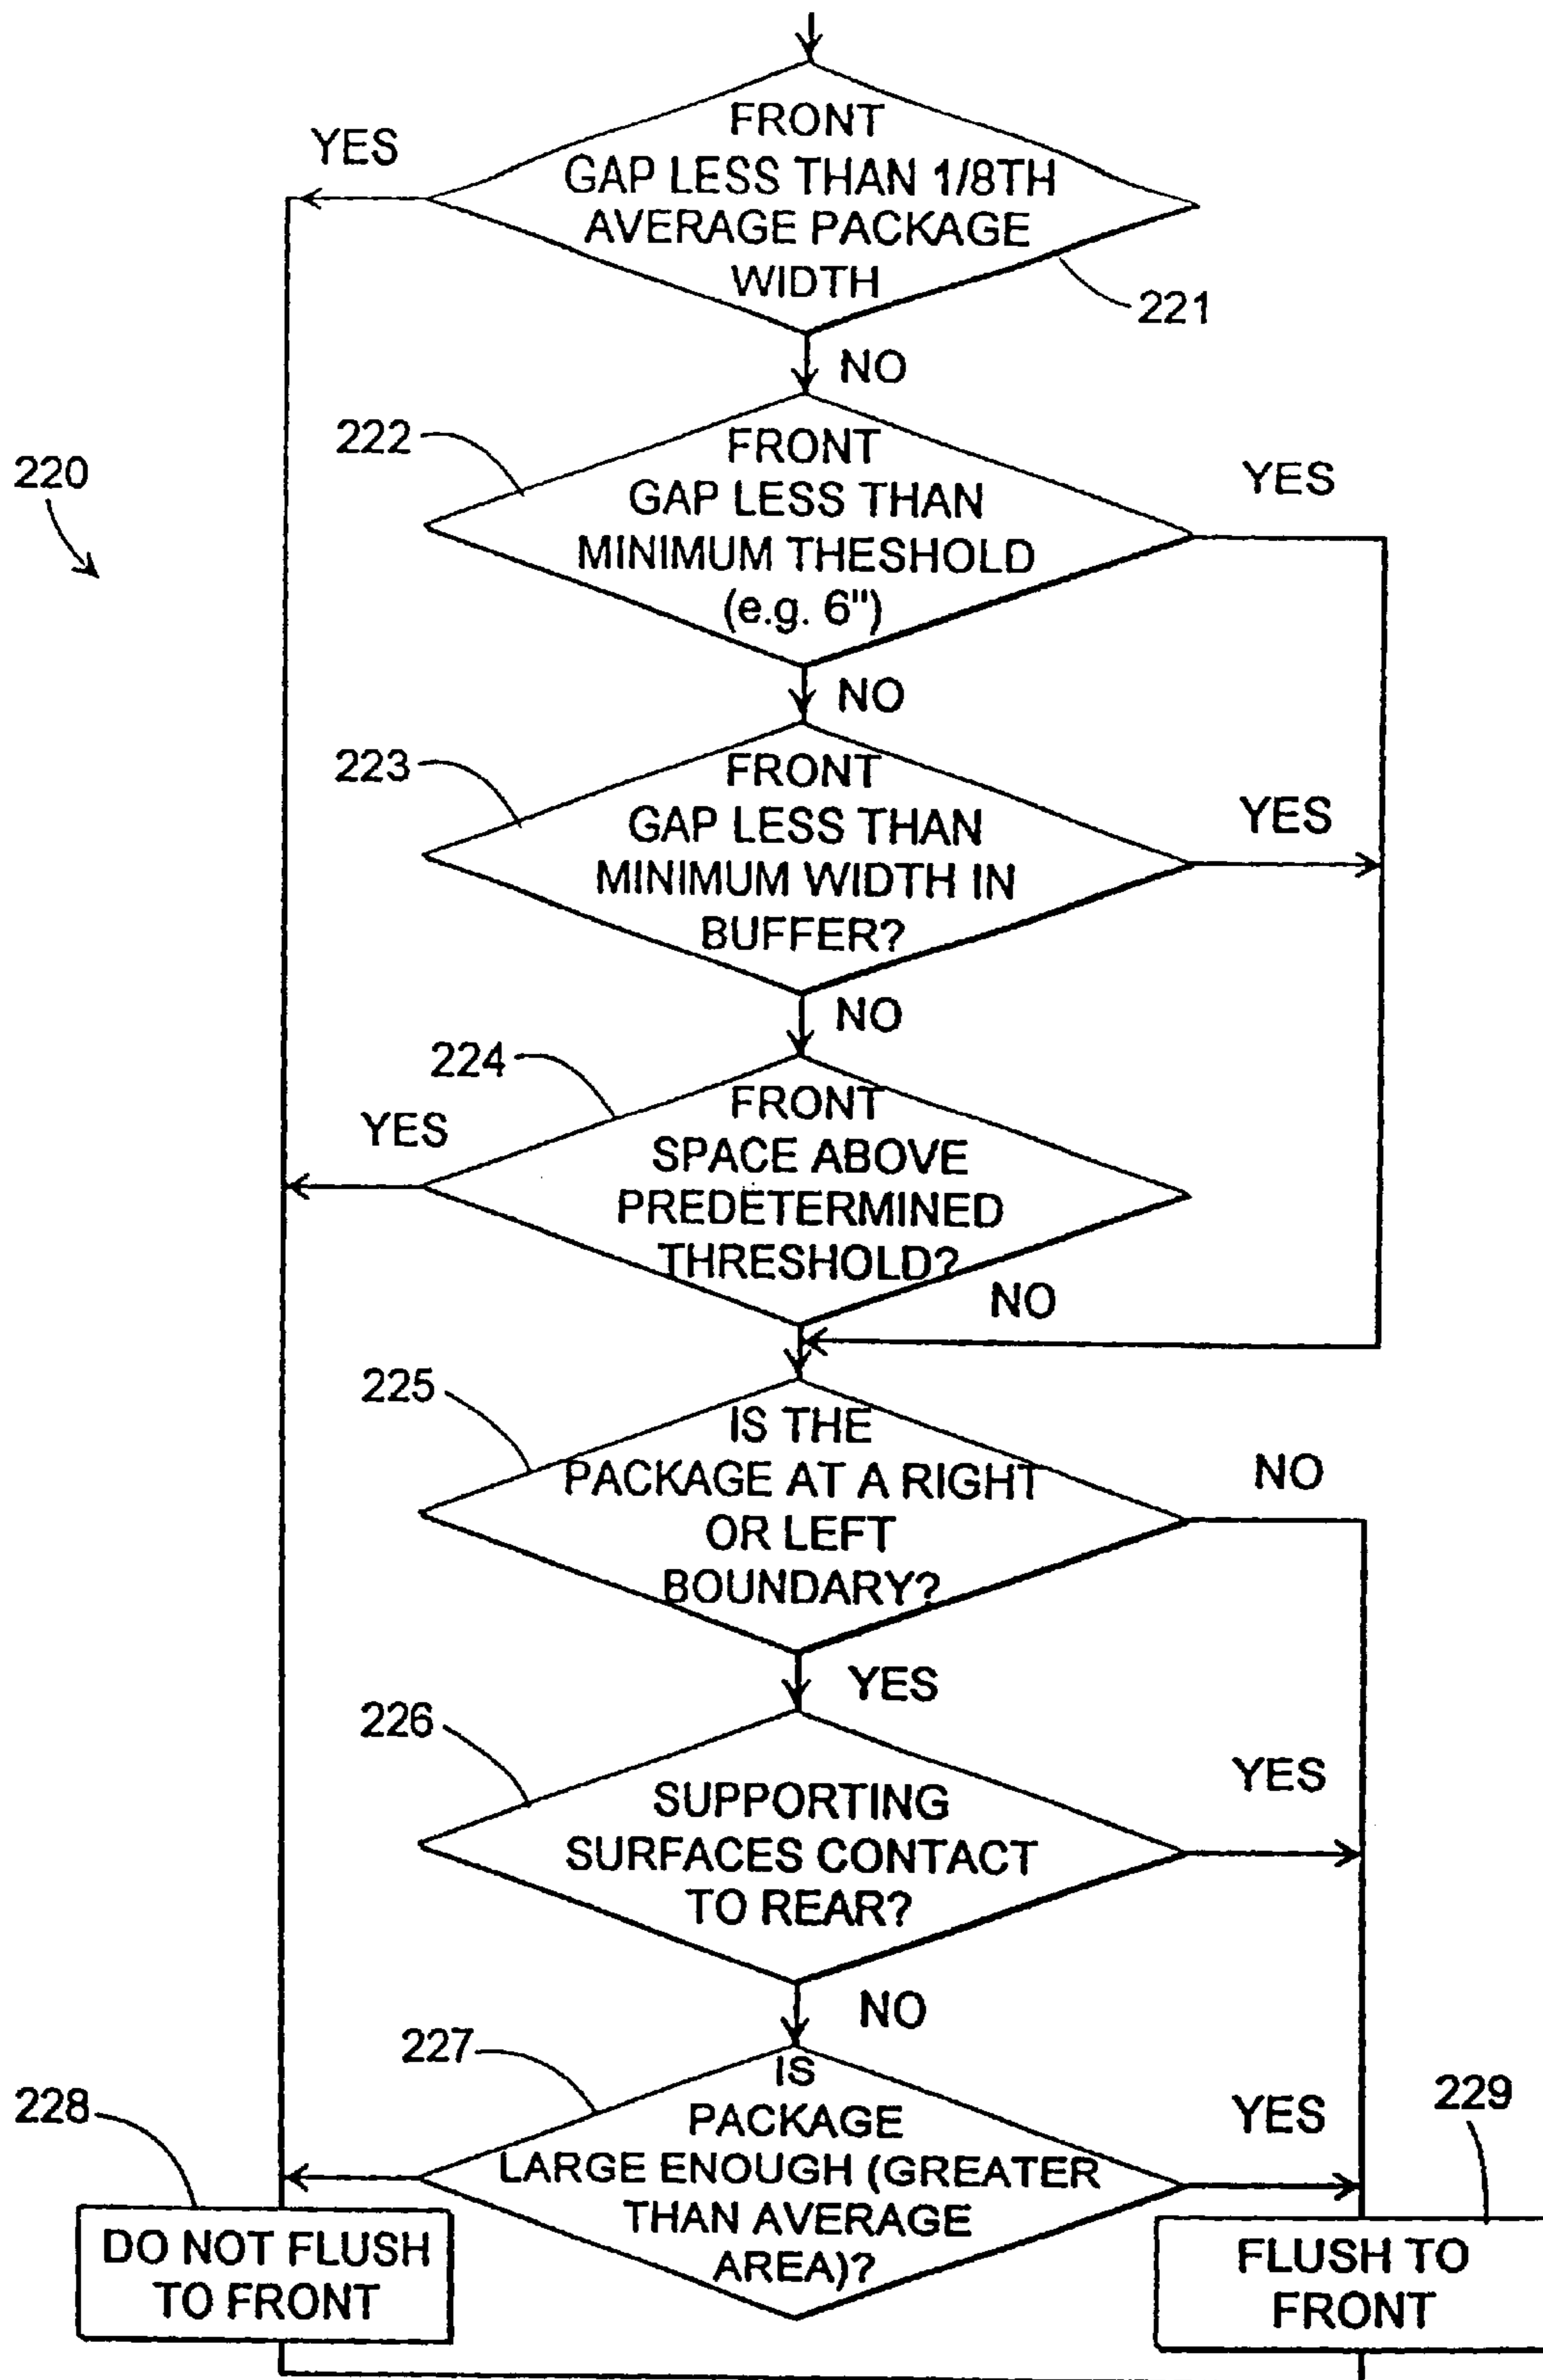 FRONT
GAP LESS THAN 1/8TH
AVERAGE PACKAGE
WIDTH
YES
221
NO
220
222
FRONT
GAP LESS THAN
MINIMUM THESHOLD
(e.g. 6")
YES
NO
223
FRONT
GAP LESS THAN
MINIMUM WIDTH IN
BUFFER?
YES
NO
224
YES
FRONT
SPACE ABOVE
PREDETERMINED
THRESHOLD?
NO
225
IS THE
PACKAGE AT A RIGHT
OR LEFT
BOUNDARY?
NO
YES
226
SUPPORTING
SURFACES CONTACT
TO REAR?
YES
NO
227
IS
PACKAGE
LARGE ENOUGH (GREATER
THAN AVERAGE
AREA)?
YES
228
DO NOT FLUSH
TO FRONT
229
FLUSH TO
FRONT